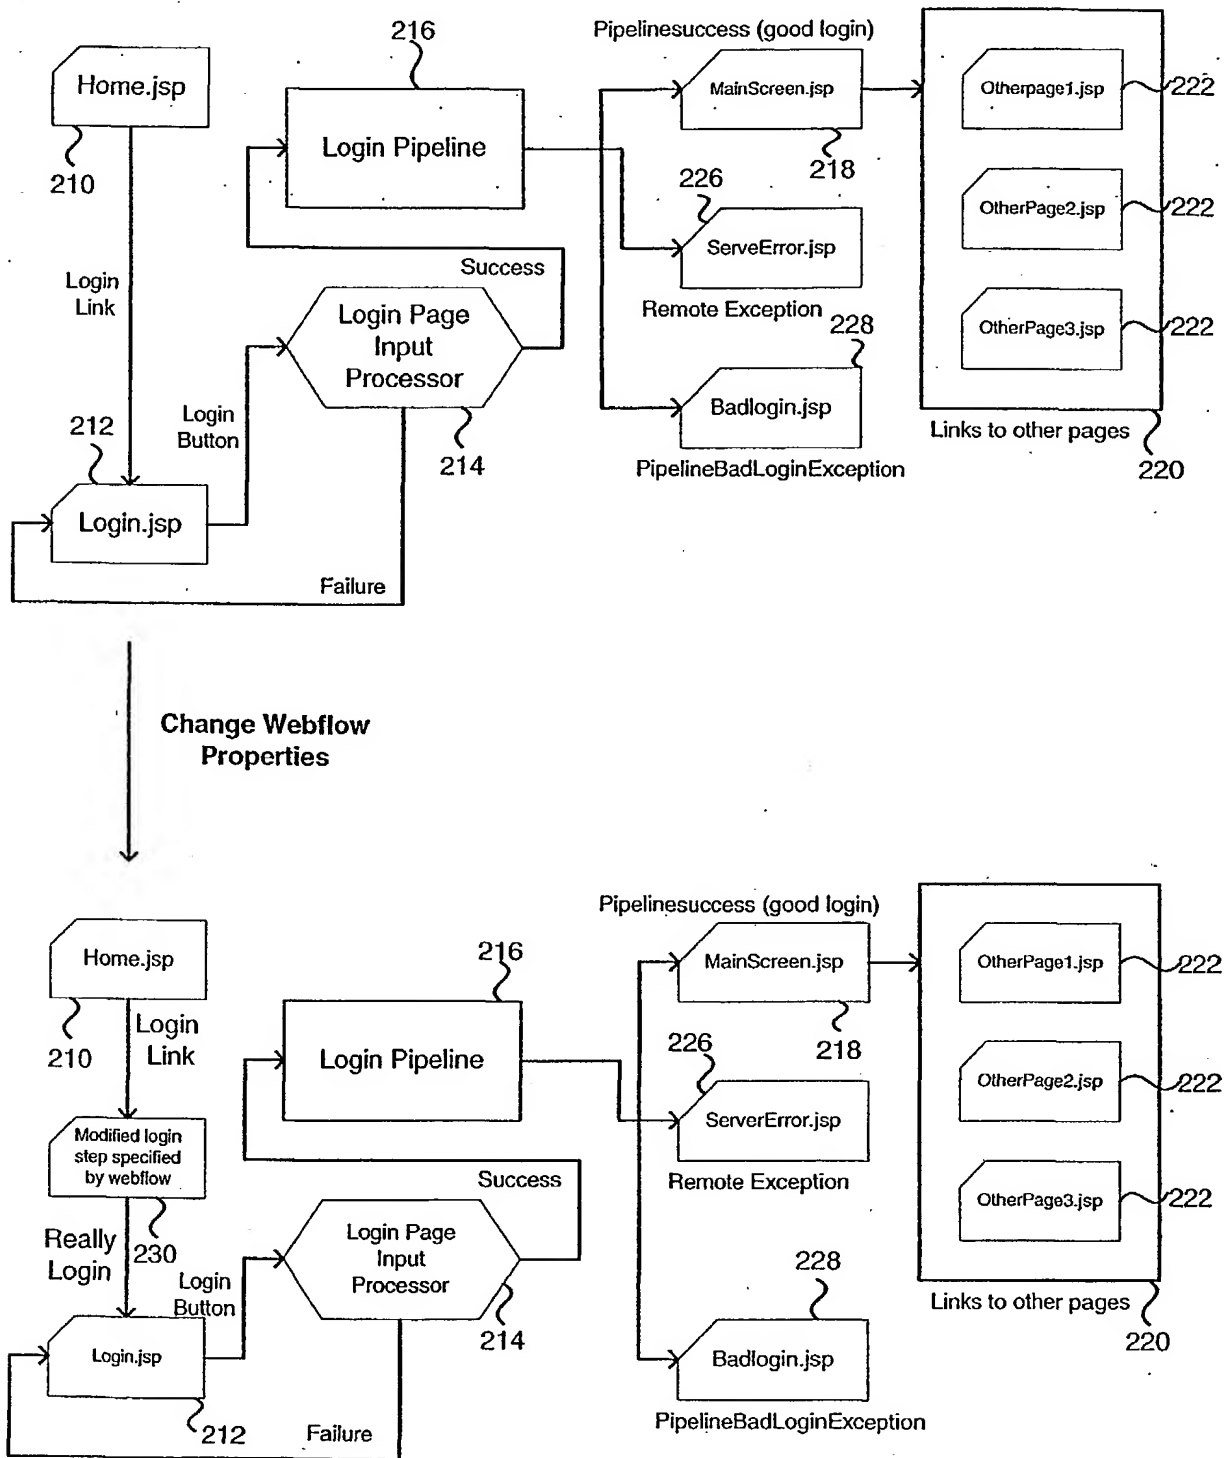 216
Pipelinesuccess (good login)
Home.jsp
MainScreen.jsp
Otherpage1.jsp
222
Login Pipeline
210
218
226
OtherPage2.jsp
222
ServeError.jsp
Success
Login
Link
Remote Exception
228
OtherPage3.jsp
222
Login Page
Input
Processor
Login
Button
212
214
Badlogin.jsp
PipelineBadLoginException
Links to other pages
220
Login.jsp
Failure
Change Webflow
Properties
Pipelinesuccess (good login)
Home.jsp
216
MainScreen.jsp
OtherPage1.jsp
222
Login
Link
210
Login Pipeline
218
226
OtherPage2.jsp
222
ServerError.jsp
Modified login
step specified
by webflow
Success
Remote Exception
OtherPage3.jsp
222
Really
Login
230
Login Page
Input
Processor
Login
Button
228
Links to other pages
220
214
Login.jsp
Badlogin.jsp
212
Failure
PipelineBadLoginException